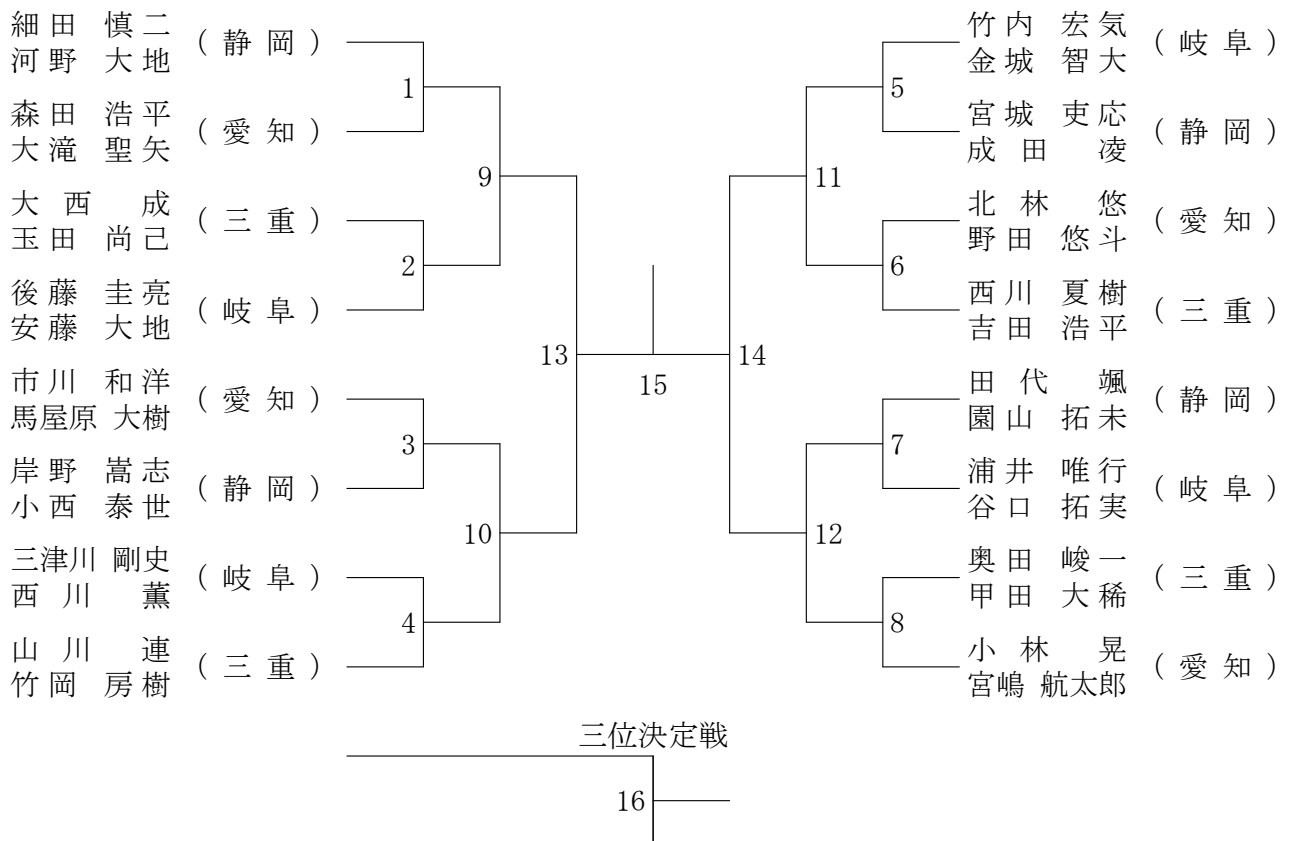 細田 慎二
河野 大地
(静岡)
1
森田 浩平
大滝 聖矢
(愛知)
9
大西 成
玉田 尚己
(三重)
2
後藤 圭亮
安藤 大地
(岐阜)
13
市川 和洋
馬屋原 大樹
(愛知)
3
岸野 嵩志
小西 泰世
(静岡)
10
三津川 剛史
西川 薫
(岐阜)
4
山川 連
竹岡 房樹
(三重)
15
竹内 宏気
金城 智大
(岐阜)
5
宮城 吏応
成田 凌
(静岡)
11
北林 悠
野田 悠斗
(愛知)
6
西川 夏樹
吉田 浩平
(三重)
14
田代 颯
園山 拓未
(静岡)
7
浦井 唯行
谷口 拓実
(岐阜)
12
奥田 峻一
甲田 大稀
(三重)
8
小林 晃
宮嶋 航太郎
(愛知)
三位決定戦
16